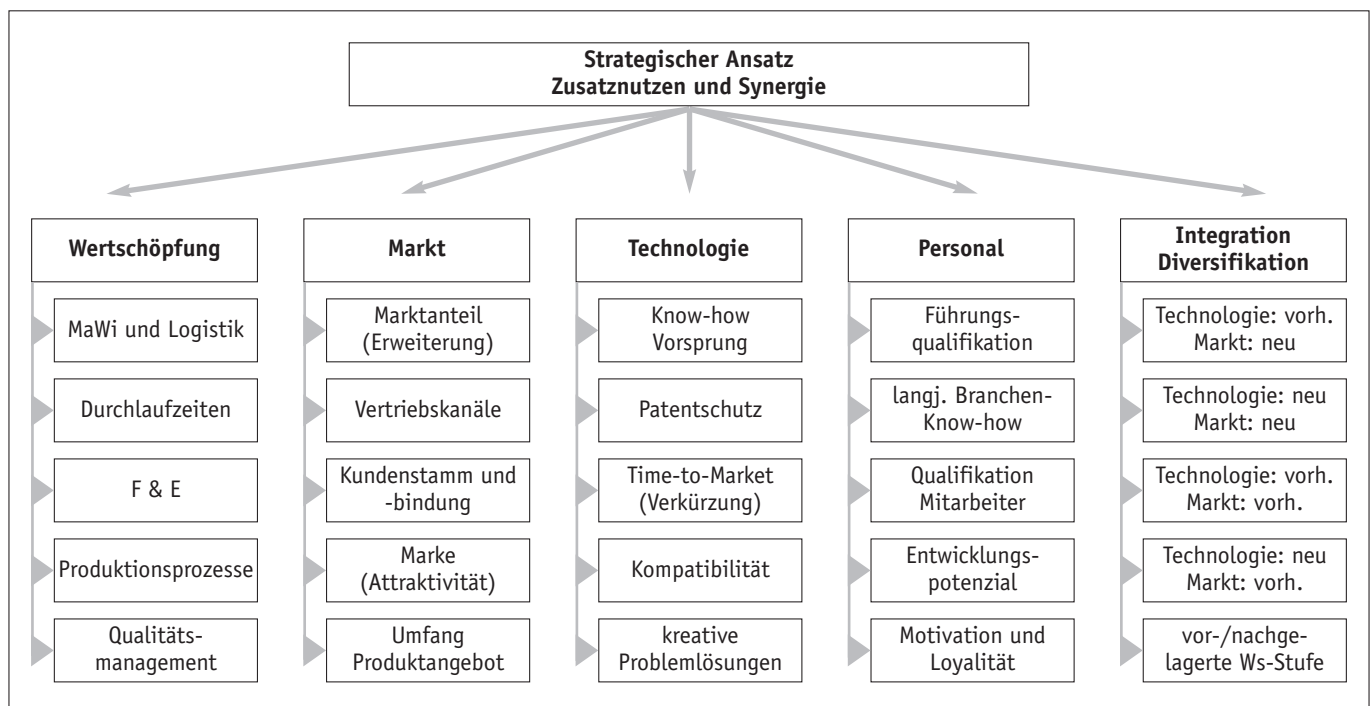 Strategischer Ansatz
Zusatznutzen und Synergie
Wertschöpfung
MaWi und Logistik
Durchlaufzeiten
F & E
Produktionsprozesse
Qualitäts-
management
Markt
Marktanteil
(Erweiterung)
Vertriebskanäle
Kundenstamm und
-bindung
Marke
(Attraktivität)
Umfang
Produktangebot
Technologie
Know-how
Vorsprung
Patentschutz
Time-to-Market
(Verkürzung)
Kompatibilität
kreative
Problemlösungen
Personal
Führungs-
qualifikation
langj. Branchen-
Know-how
Qualifikation
Mitarbeiter
Entwicklungs-
potenzial
Motivation und
Loyalität
Integration
Diversifikation
Technologie: vorh.
Markt: neu
Technologie: neu
Markt: neu
Technologie: vorh.
Markt: vorh.
Technologie: neu
Markt: vorh.
vor-/nachge-
lagerte Ws-Stufe